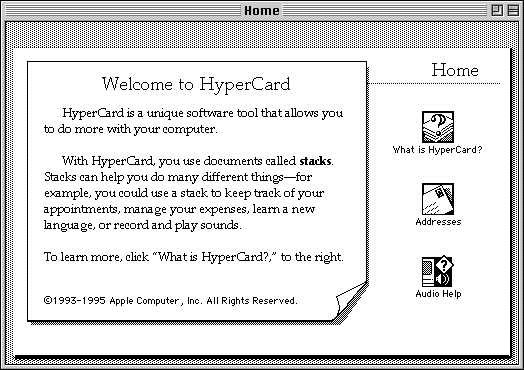 Home
Welcome to HyperCard
HyperCard is a unique software tool that allows you
to do more with your computer.
With HyperCard, you use documents called stacks.
Stacks can help you do many different things—for
example, you could use a stack to keep track of your
appointments, manage your expenses, learn a new
language, or record and play sounds.
To learn more, click “What is HyperCard?,” to the right.
©1993-1995 Apple Computer, Inc. All Rights Reserved.
Home
What is HyperCard?
Addresses
Audio Help